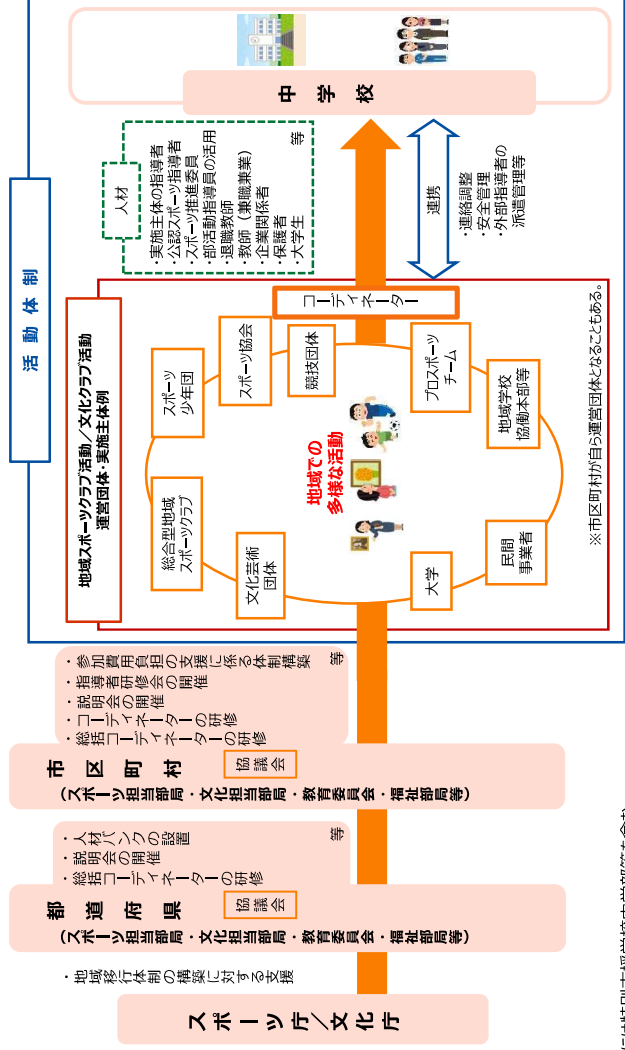 活動体制
スポーツ庁／文化庁
・地域移行体制の構築に対する支援
都道府県
協議会
（スポーツ担当部局・文化担当部局・教育委員会・福祉部局等）
・人材バンクの設置
・説明会の開催
・総括コーディネーターの研修
等
市区町村
協議会
（スポーツ担当部局・文化担当部局・教育委員会・福祉部局等）
・参加費用負担の支援に係る体制構築
・指導者研修会の開催
・説明会の開催
・コーディネーターの研修
・総括コーディネーターの研修
等
地域スポーツクラブ活動／文化クラブ活動
運営団体・実施主体例
総合型地域
スポーツクラブ
スポーツ
少年団
スポーツ協会
競技団体
文化芸術
団体
地域での
多様な活動
大学
民間
事業者
プロスポーツ
チーム
地域学校
協働本部等
※市区町村が自ら運営団体となることもある。
コーディネーター
人材
・実施主体の指導者
・公認スポーツ指導者
・スポーツ推進委員
・部活動指導員の活用
・退職教師
・教師（兼職兼業）
・企業関係者
・保護者
・大学生
等
連携
・連絡調整
・安全管理
・外部指導者の
派遣管理等
中学校